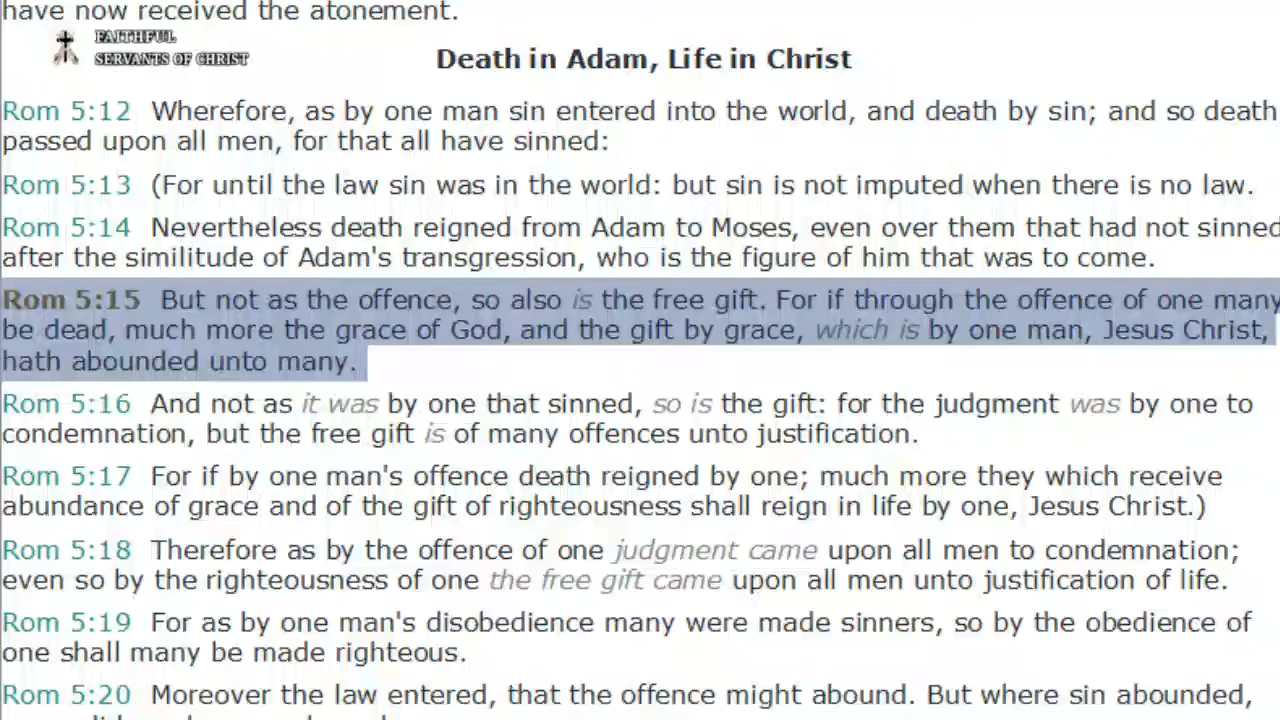 have now received the atonement.
FAITHFUL
SERVANTS OF CHRIST
Death in Adam, Life in Christ
Rom 5:12 Wherefore, as by one man sin entered into the world, and death by sin; and so death
passed upon all men, for that all have sinned:
Rom 5:13 (For until the law sin was in the world: but sin is not imputed when there is no law.
Rom 5:14 Nevertheless death reigned from Adam to Moses, even over them that had not sinned
after the similitude of Adam's transgression, who is the figure of him that was to come.
Rom 5:15 But not as the offence, so also is the free gift. For if through the offence of one many
be dead, much more the grace of God, and the gift by grace, which is by one man, Jesus Christ,
hath abounded unto many.
Rom 5:16 And not as it was by one that sinned, so is the gift: for the judgment was by one to
condemnation, but the free gift is of many offences unto justification.
Rom 5:17 For if by one man's offence death reigned by one; much more they which receive
abundance of grace and of the gift of righteousness shall reign in life by one, Jesus Christ.)
Rom 5:18 Therefore as by the offence of one judgment came upon all men to condemnation;
even so by the righteousness of one the free gift came upon all men unto justification of life.
Rom 5:19 For as by one man's disobedience many were made sinners, so by the obedience of
one shall many be made righteous.
Rom 5:20 Moreover the law entered, that the offence might abound. But where sin abounded,